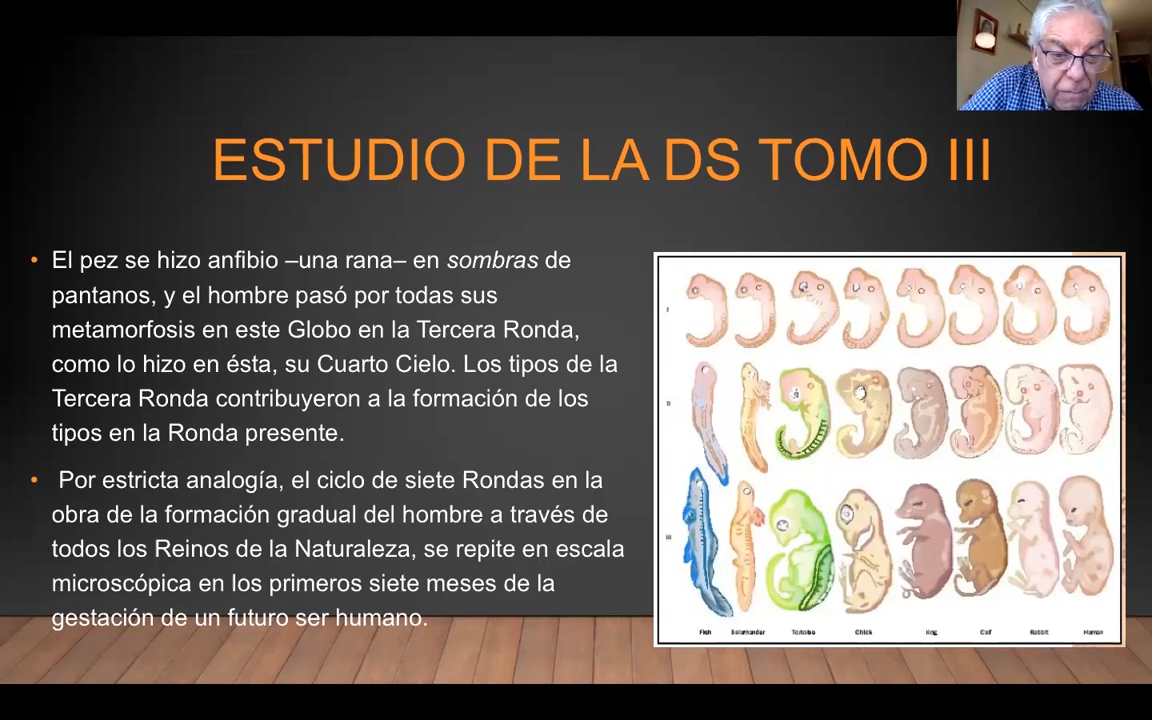 ESTUDIO DE LA DS TOMO III
• El pez se hizo anfibio –una rana– en sombras de
pantanos, y el hombre pasó por todas sus
metamorfosis en este Globo en la Tercera Ronda,
como lo hizo en ésta, su Cuarto Cielo. Los tipos de la
Tercera Ronda contribuyeron a la formación de los
tipos en la Ronda presente.
• Por estricta analogía, el ciclo de siete Rondas en la
obra de la formación gradual del hombre a través de
todos los Reinos de la Naturaleza, se repite en escala
microscópica en los primeros siete meses de la
gestación de un futuro ser humano.
I
II
III
Fish Salamander Tortoise Chick Hog Calf Rabbit Human